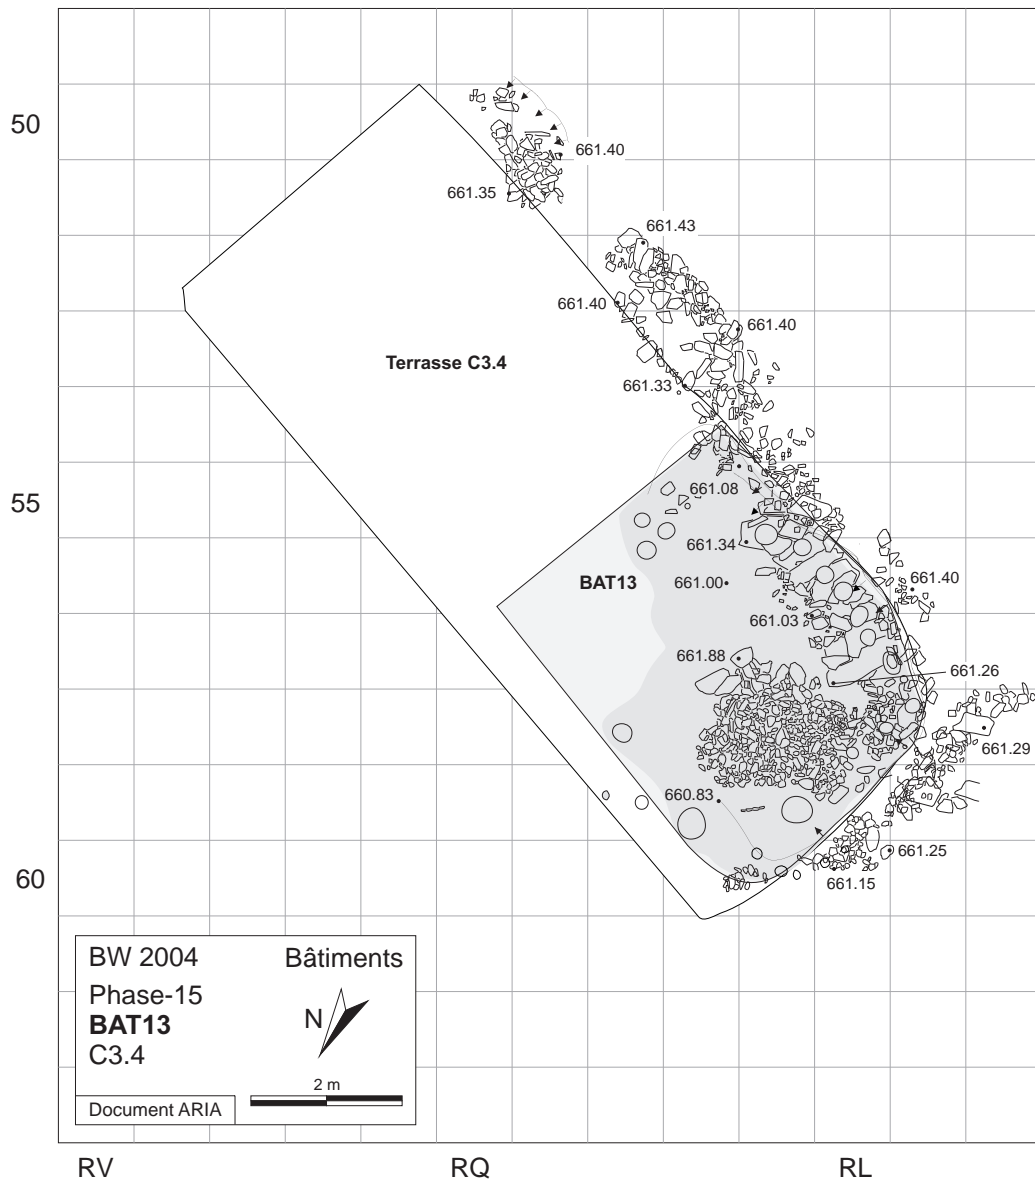 50
661.40
661.35
661.43
661.40
661.40
Terrasse C3.4
661.33
661.08
55
661.34
BAT13
661.00
661.40
661.03
661.88
661.26
661.29
660.83
661.25
60
661.15
BW 2004 Bâtiments
Phase-15
BAT13
C3.4
N
2 m
Document ARIA
RV RQ RL